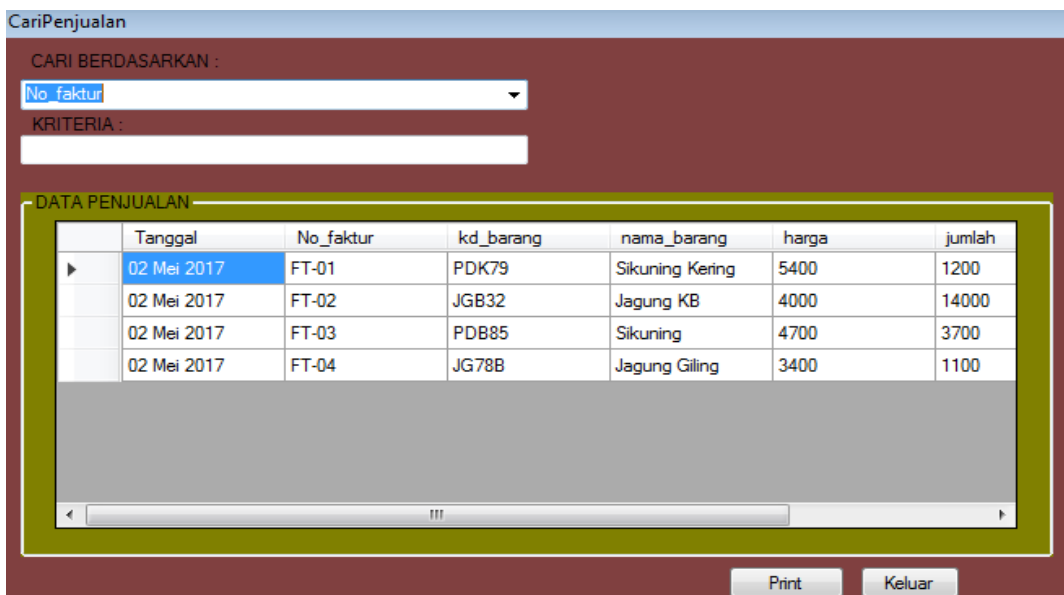 CariPenjualan
CARI BERDASARKAN :
No_faktur
KRITERIA :
DATA PENJUALAN
Tanggal No_faktur kd_barang nama_barang harga jumlah
02 Mei 2017 FT-01 PDK79 Sikuning Kering 5400 1200
02 Mei 2017 FT-02 JGB32 Jagung KB 4000 14000
02 Mei 2017 FT-03 PDB85 Sikuning 4700 3700
02 Mei 2017 FT-04 JG78B Jagung Giling 3400 1100
Print Keluar